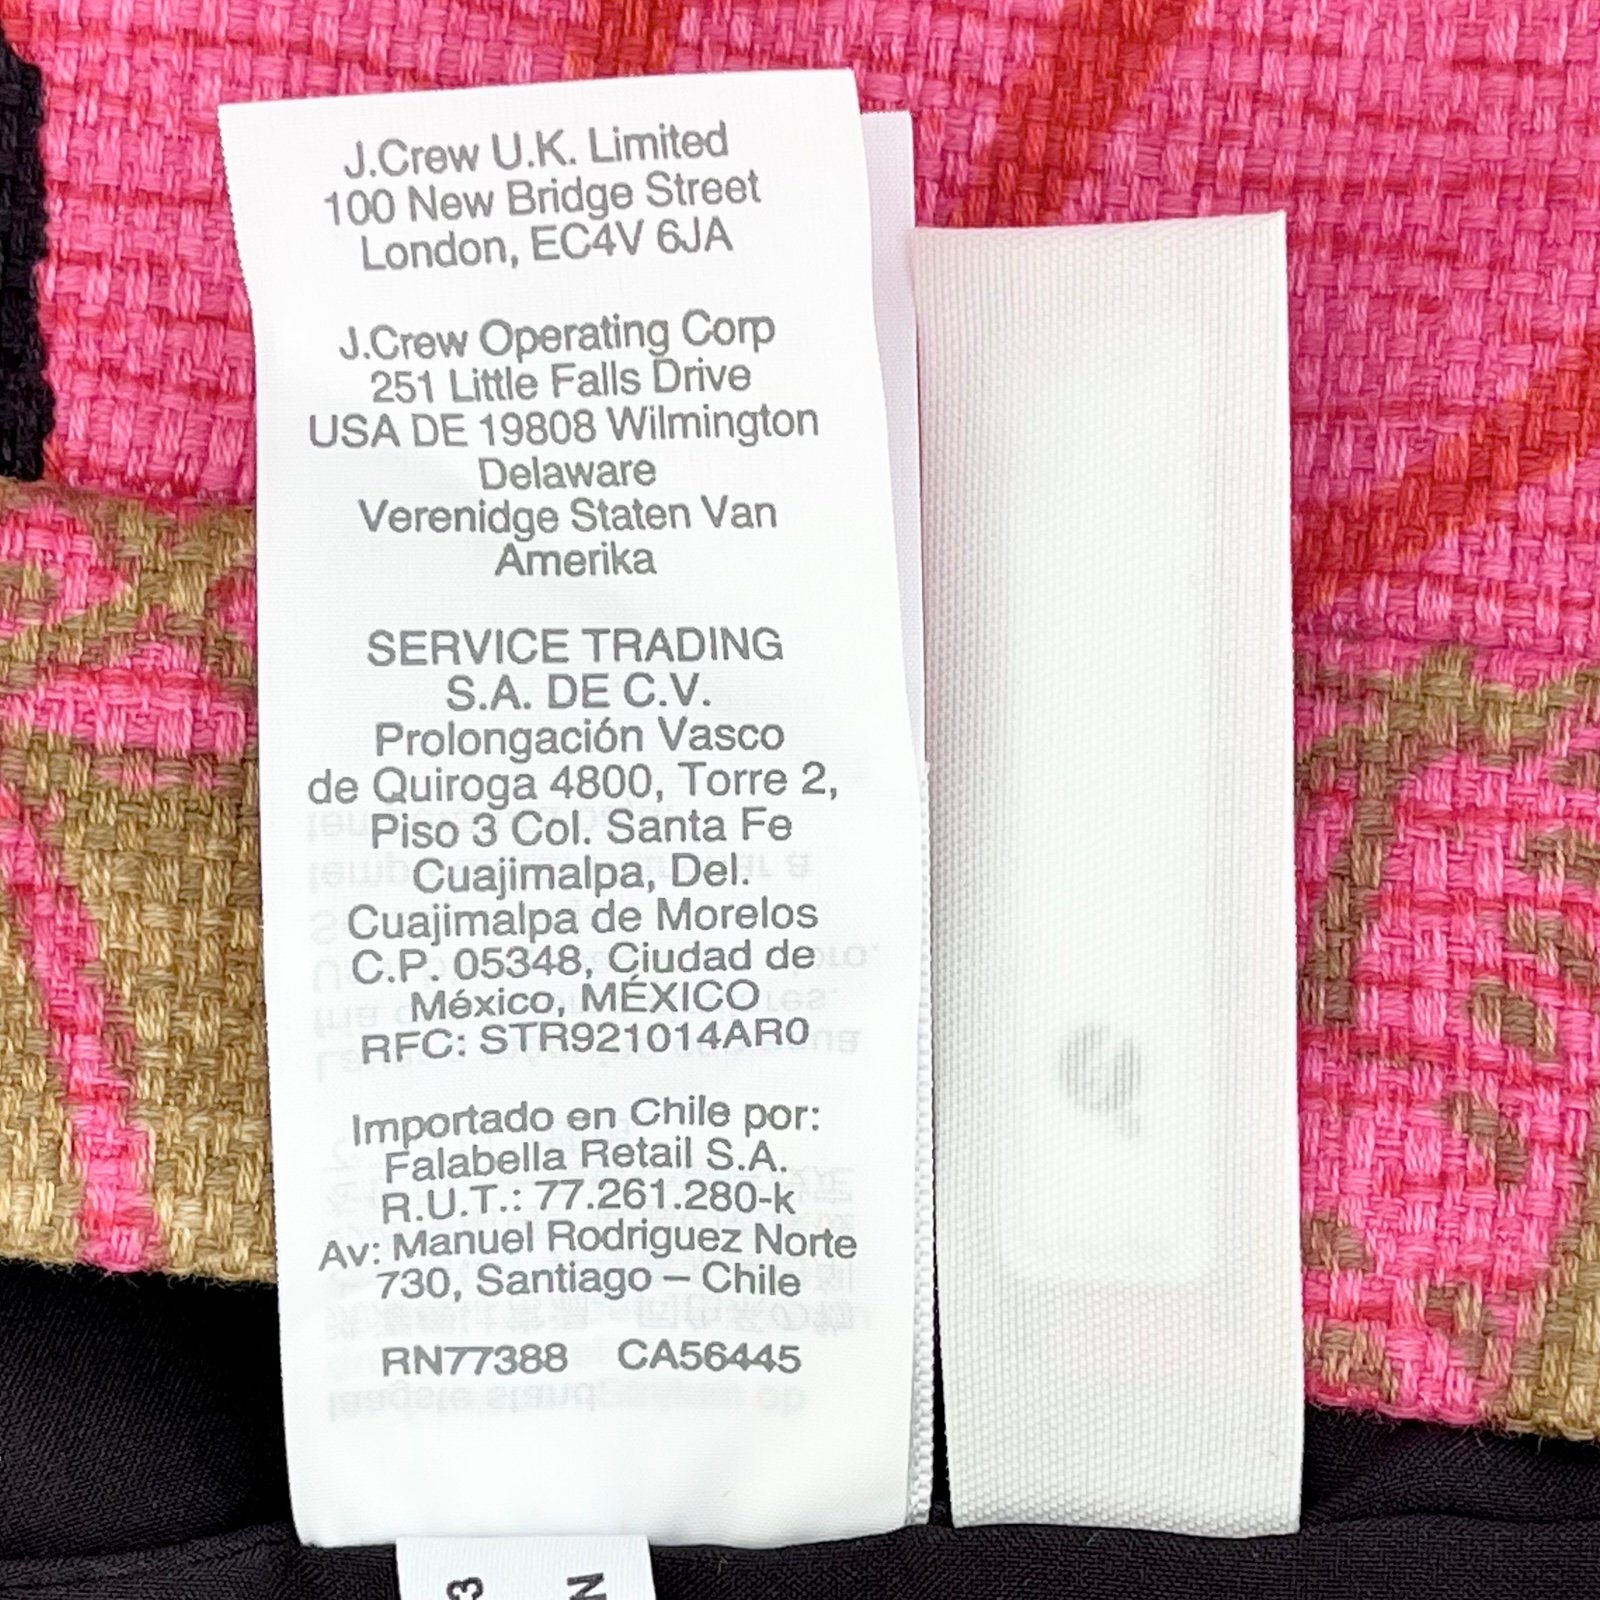 J.Crew U.K. Limited
100 New Bridge Street
London, EC4V 6JA
J.Crew Operating Corp
251 Little Falls Drive
USA DE 19808 Wilmington
Delaware
Verenidge Staten Van
Amerika
SERVICE TRADING
S.A. DE C.V.
Prolongación Vasco
de Quiroga 4800, Torre 2,
Piso 3 Col. Santa Fe
Cuajimalpa, Del.
Cuajimalpa de Morelos
C.P. 05348, Ciudad de
México, MÉXICO
RFC: STR921014AR0
Importado en Chile por:
Falabella Retail S.A.
R.U.T.: 77.261.280-k
Av: Manuel Rodriguez Norte
730, Santiago – Chile
RN77388 CA56445
3 N